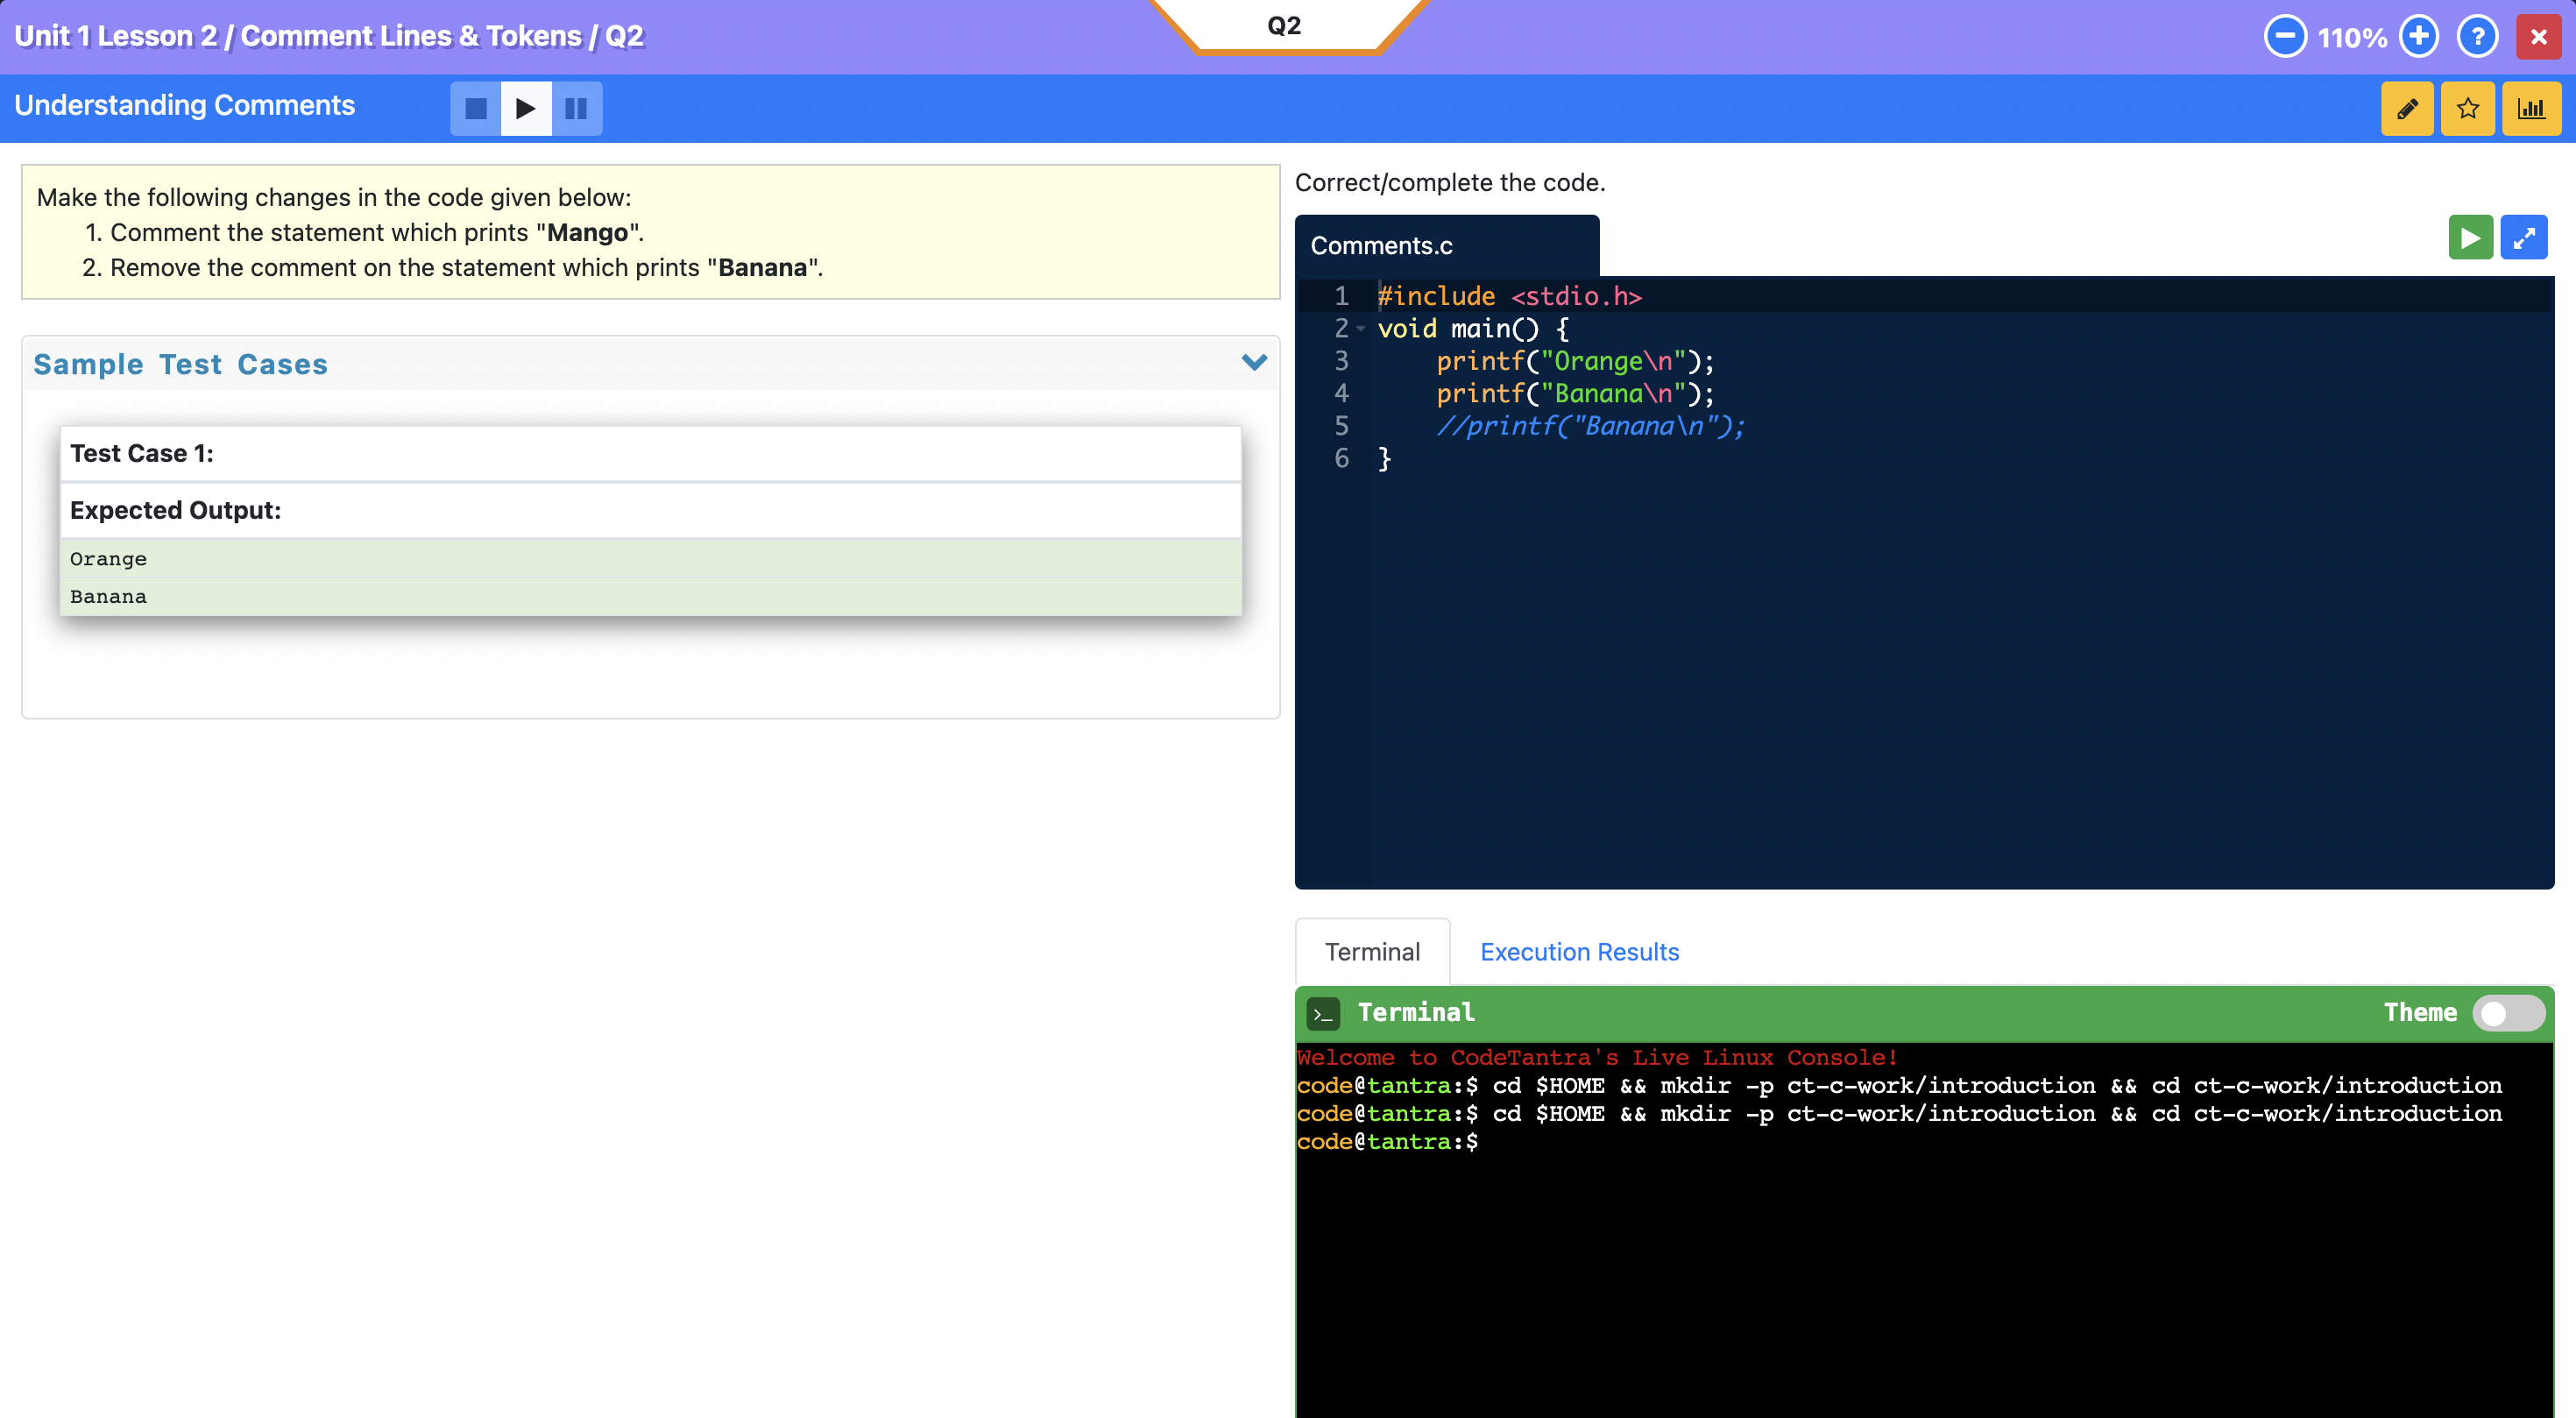 Unit 1 Lesson 2 / Comment Lines & Tokens / Q2
Q2
110%
?
Understanding Comments
Make the following changes in the code given below:
1. Comment the statement which prints "Mango".
2. Remove the comment on the statement which prints "Banana".
Sample Test Cases
Test Case 1:
Expected Output:
Orange
Banana
Correct/complete the code.
Comments.c
1 #include <stdio.h>
2 void main() {
3 printf("Orange\n");
4 printf("Banana\n");
5 //printf("Banana\n");
6 }
Terminal Execution Results
>_ Terminal Theme
Welcome to CodeTantra's Live Linux Console!
code@tantra:$ cd $HOME && mkdir -p ct-c-work/introduction && cd ct-c-work/introduction
code@tantra:$ cd $HOME && mkdir -p ct-c-work/introduction && cd ct-c-work/introduction
code@tantra:$